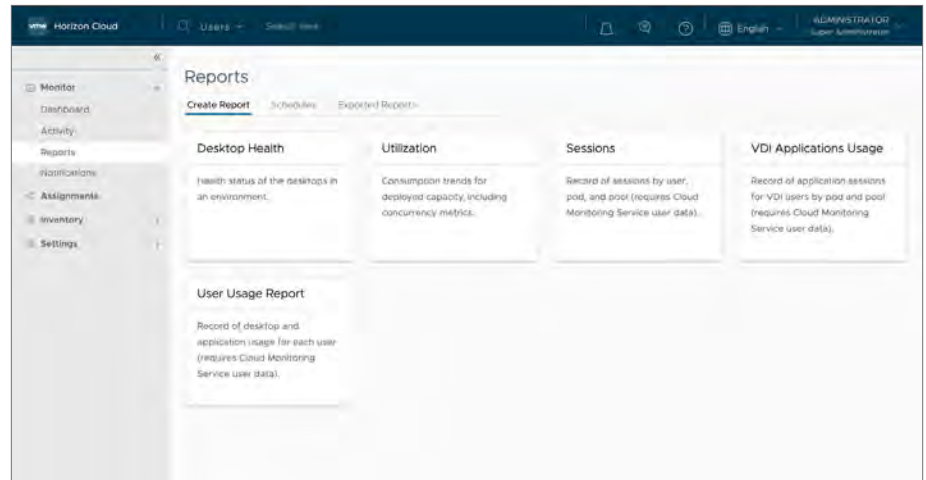 vmw Horizon Cloud
Users
Search here
English
ADMINISTRATOR
Super Administrator
Monitor
Dashboard
Activity
Reports
Notifications
Assignments
Inventory
Settings
Reports
Create Report Schedules Exported Reports
Desktop Health
Health status of the desktops in
an environment.
Utilization
Consumption trends for
deployed capacity, including
concurrency metrics.
Sessions
Record of sessions by user,
pod, and pool (requires Cloud
Monitoring Service user data).
VDI Applications Usage
Record of application sessions
for VDI users by pod and pool
(requires Cloud Monitoring
Service user data).
User Usage Report
Record of desktop and
application usage for each user
(requires Cloud Monitoring
Service user data).